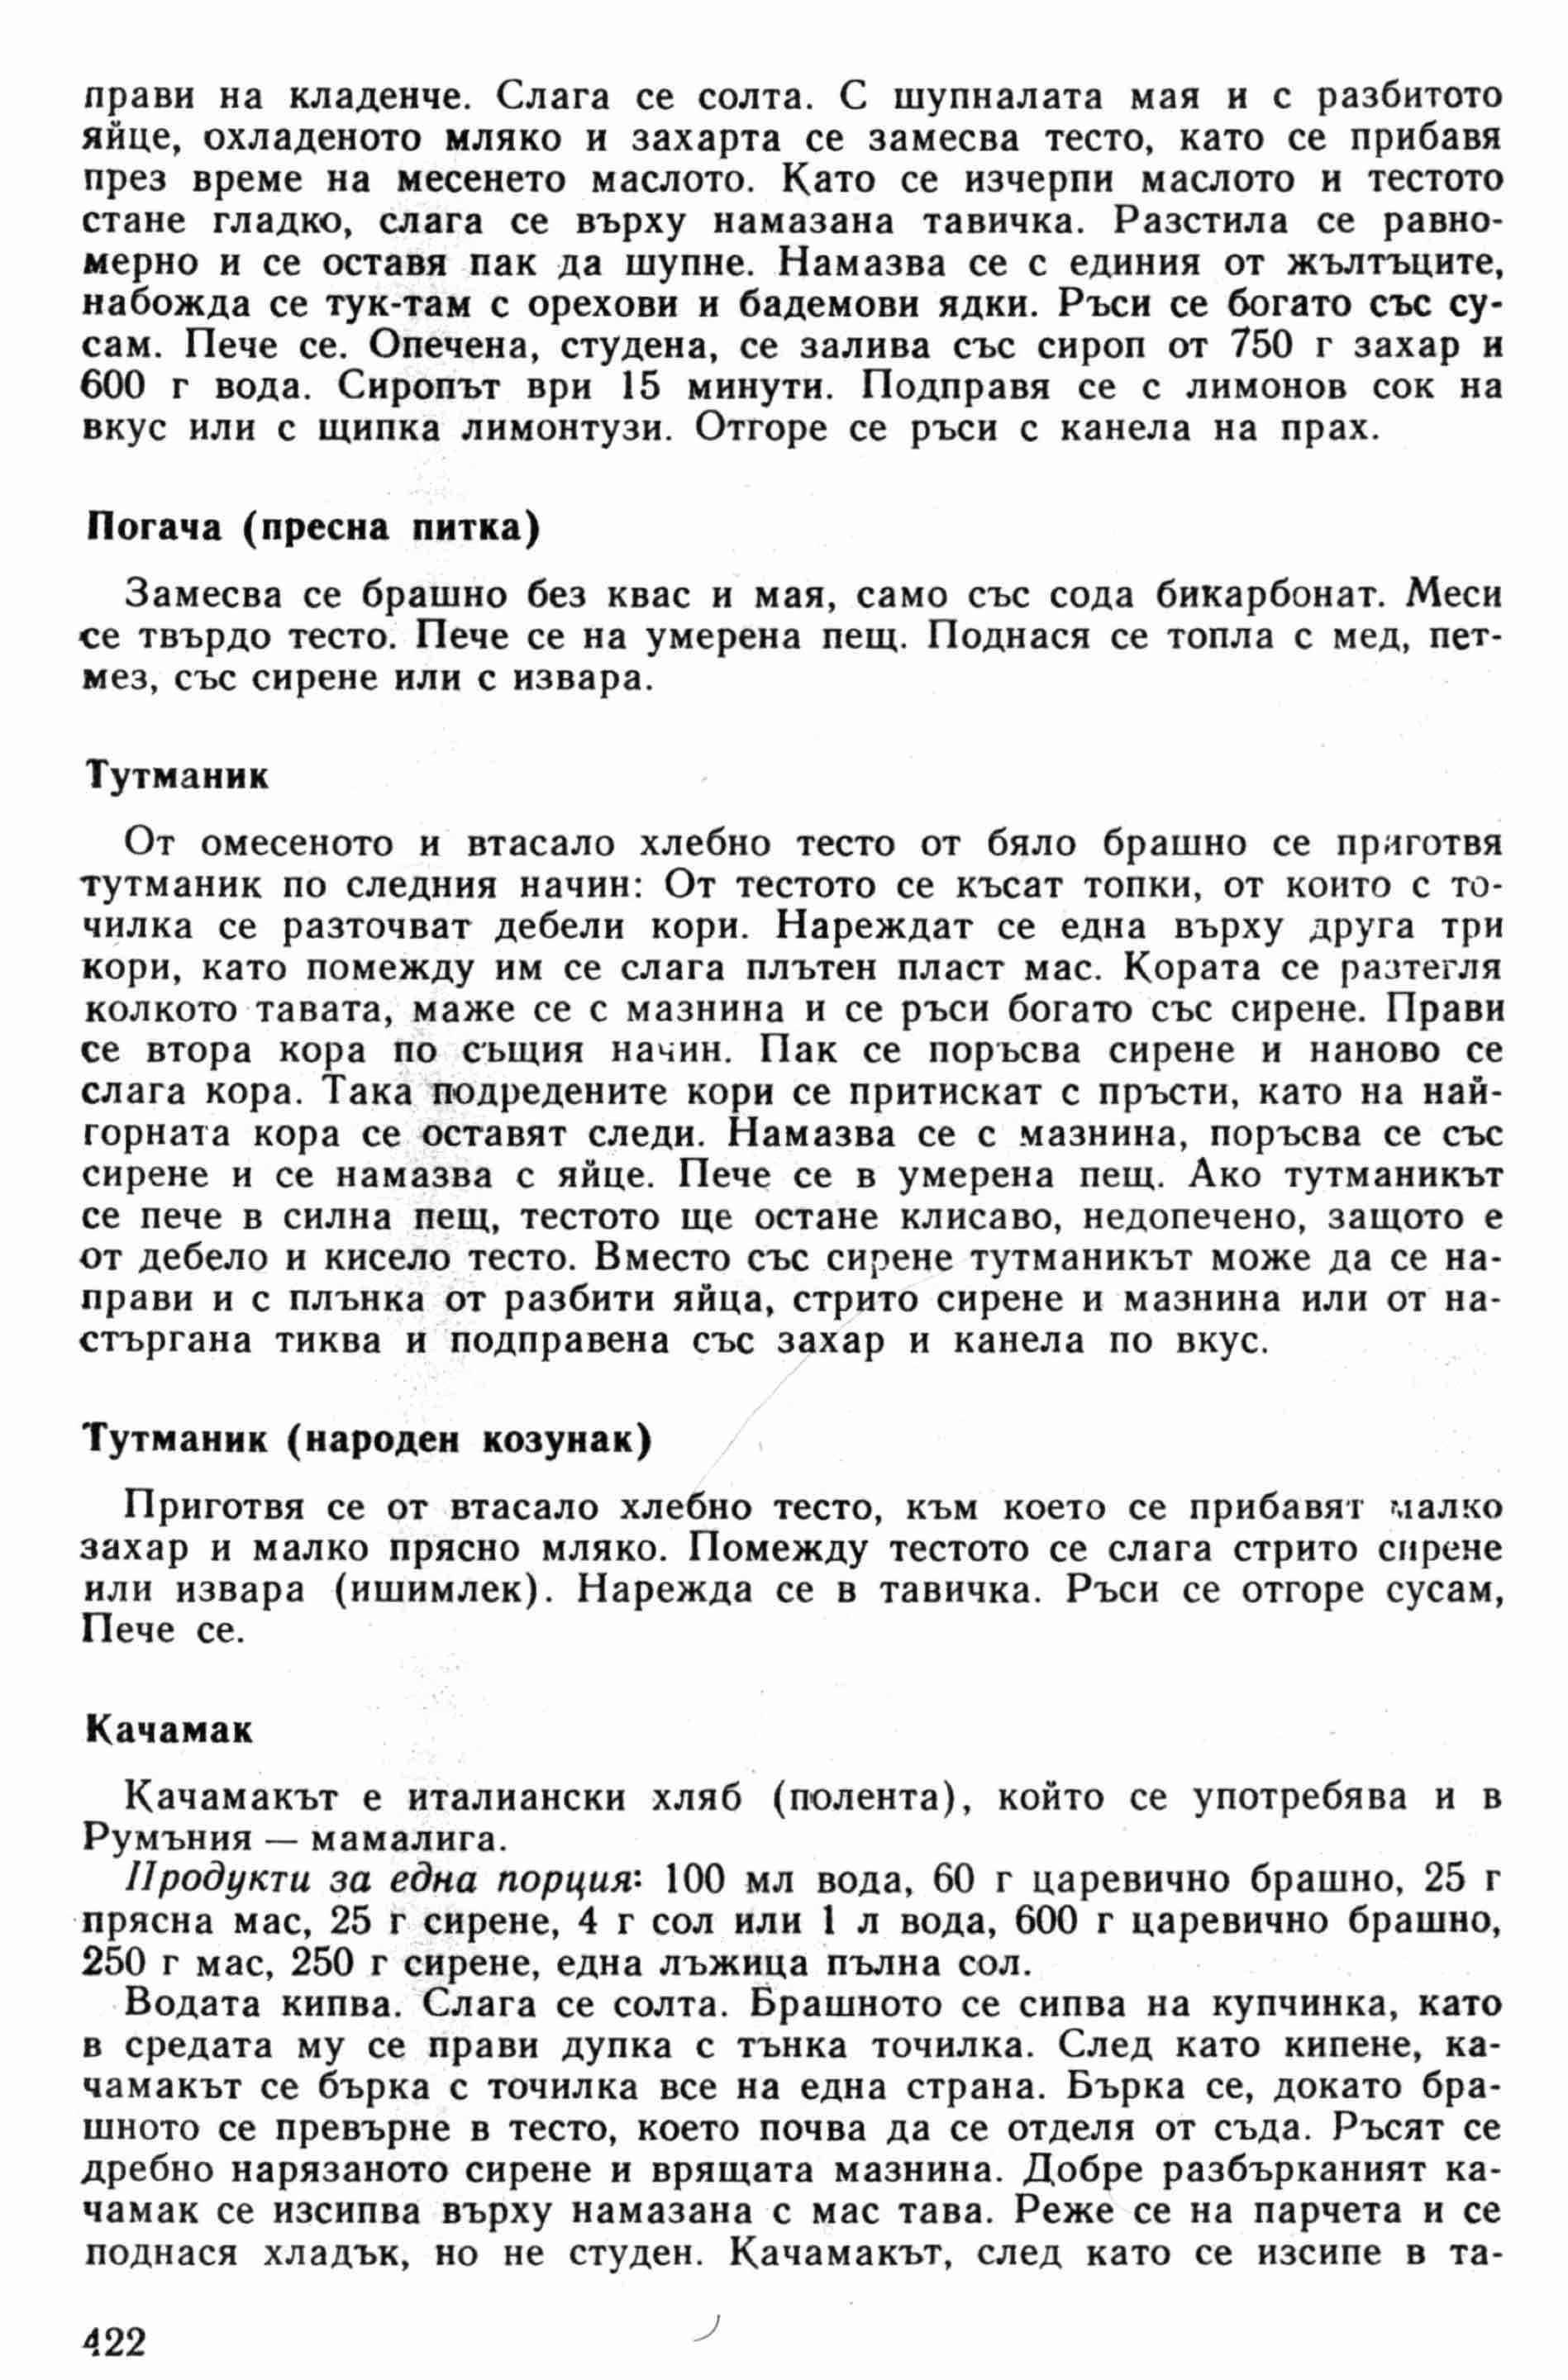 прави на кладенче. Слага се солта. С шупналата мая и с разбитото
яйце, охладеното мляко и захарта се замесва тесто, като се прибавя
през време на месенето маслото. Като се изчерпи маслото и тестото
стане гладко, слага се върху намазана тавичка. Разстила се равно-
мерно и се оставя пак да шупне. Намазва се с единия от жълтъците,
набожда се тук-там с орехови и бадемови ядки. Ръси се богато със су-
сам. Пече се. Опечена, студена, се залива със сироп от 750 г захар и
600 г вода. Сиропът ври 15 минути. Подправя се с лимонов сок на
вкус или с щипка лимонтузи. Отгоре се ръси с канела на прах.
Погача (пресна питка)
Замесва се брашно без квас и мая, само със сода бикарбонат. Меси
се твърдо тесто. Пече се на умерена пещ. Поднася се топла с мед, пет-
мез, със сирене или с извара.
Тутманик
От омесеното и втасало хлебно тесто от бяло брашно се приготвя
тутманик по следния начин: От тестото се късат топки, от които с то-
чилка се разточват дебели кори. Нареждат се една върху друга три
кори, като помежду им се слага плътен пласт мас. Кората се разтегля
колкото тавата, маже се с мазнина и се ръси богато със сирене. Прави
се втора кора по същия начин. Пак се поръсва сирене и наново се
слага кора. Така подредените кори се притискат с пръсти, като на най-
горната кора се оставят следи. Намазва се с мазнина, поръсва се със
сирене и се намазва с яйце. Пече се в умерена пещ. Ако тутманикът
се пече в силна пещ, тестото ще остане клисаво, недопечено, защото е
от дебело и кисело тесто. Вместо със сирене тутманикът може да се на-
прави и с плънка от разбити яйца, стрито сирене и мазнина или от на-
стъргана тиква и подправена със захар и канела по вкус.
Тутманик (народен козунак)
Приготвя се от втасало хлебно тесто, към което се прибавят малко
захар и малко прясно мляко. Помежду тестото се слага стрито сирене
или извара (ишимлек). Нарежда се в тавичка. Ръси се отгоре сусам,
Пече се.
Качамак
Качамакът е италиански хляб (полента), който се употребява и в
Румъния — мамалига.
Продукти за една порция: 100 мл вода, 60 г царевично брашно, 25 г
прясна мас, 25 г сирене, 4 г сол или 1 л вода, 600 г царевично брашно,
250 г мас, 250 г сирене, една лъжица пълна сол.
Водата кипва. Слага се солта. Брашното се сипва на купчинка, като
в средата му се прави дупка с тънка точилка. След като кипене, ка-
чамакът се бърка с точилка все на една страна. Бърка се, докато бра-
шното се превърне в тесто, което почва да се отделя от съда. Ръсят се
дребно нарязаното сирене и врящата мазнина. Добре разбърканият ка-
чамак се изсипва върху намазана с мас тава. Реже се на парчета и се
поднася хладък, но не студен. Качамакът, след като се изсипе в та-
422